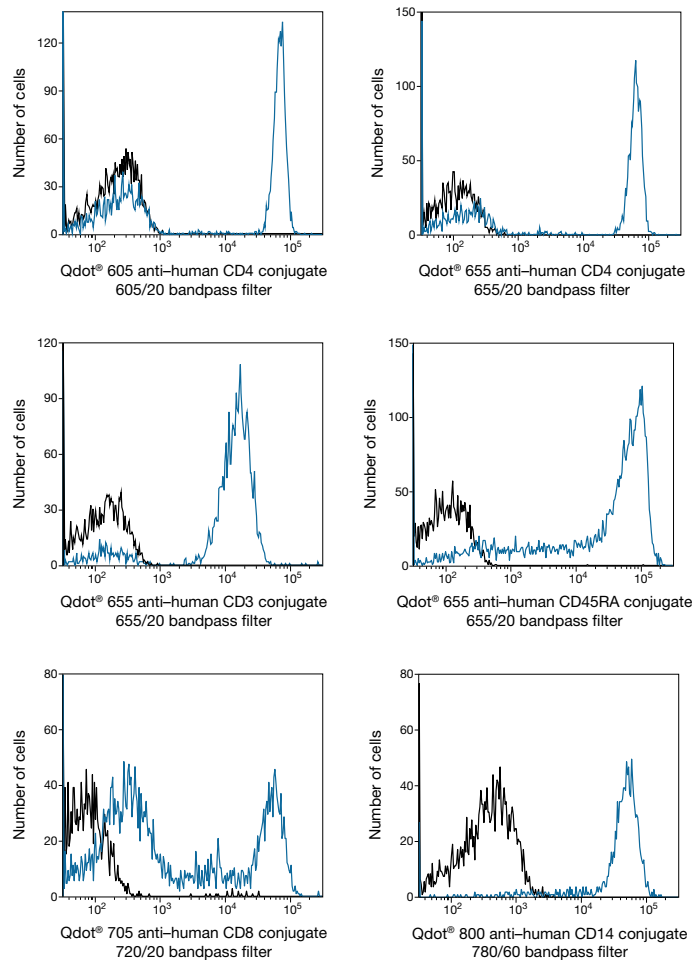 Number of cells
120
90
60
30
0
10² 10³ 10⁴ 10⁵
Qdot® 605 anti–human CD4 conjugate
605/20 bandpass filter
Number of cells
150
100
50
0
10² 10³ 10⁴ 10⁵
Qdot® 655 anti–human CD4 conjugate
655/20 bandpass filter
Number of cells
120
90
60
30
0
10² 10³ 10⁴ 10⁵
Qdot® 655 anti–human CD3 conjugate
655/20 bandpass filter
Number of cells
150
100
50
0
10² 10³ 10⁴ 10⁵
Qdot® 655 anti–human CD45RA conjugate
655/20 bandpass filter
Number of cells
80
60
40
20
0
10² 10³ 10⁴ 10⁵
Qdot® 705 anti–human CD8 conjugate
720/20 bandpass filter
Number of cells
80
60
40
20
0
10² 10³ 10⁴ 10⁵
Qdot® 800 anti–human CD14 conjugate
780/60 bandpass filter